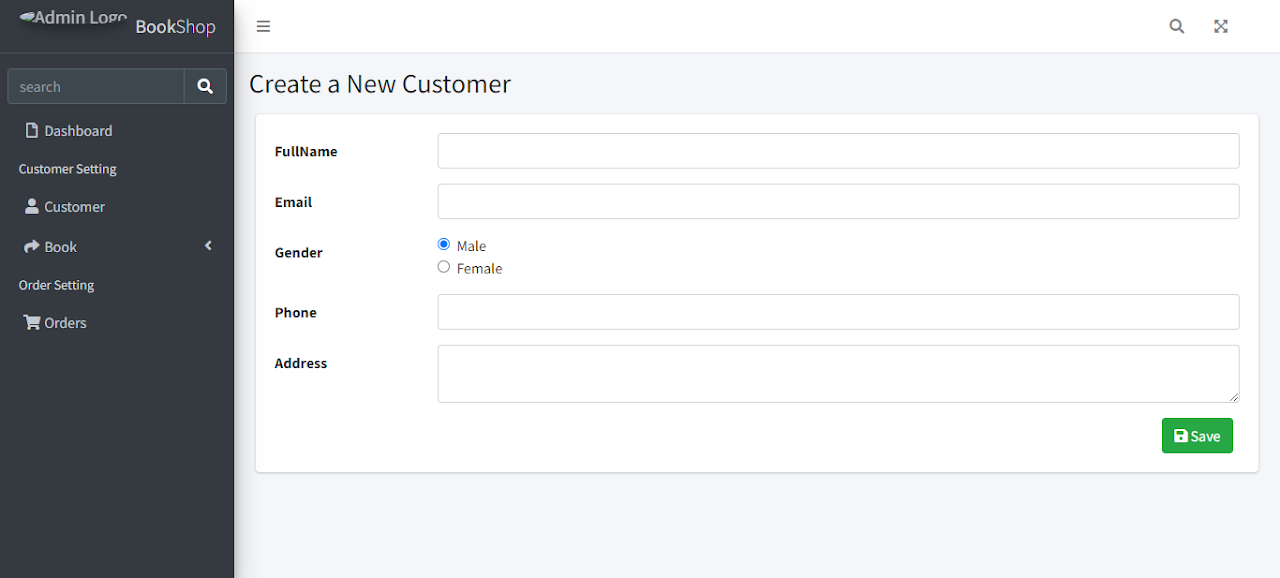 Admin Logo BookShop
search
Dashboard
Customer Setting
Customer
Book
Order Setting
Orders
Create a New Customer
FullName
Email
Gender
Male
Female
Phone
Address
Save